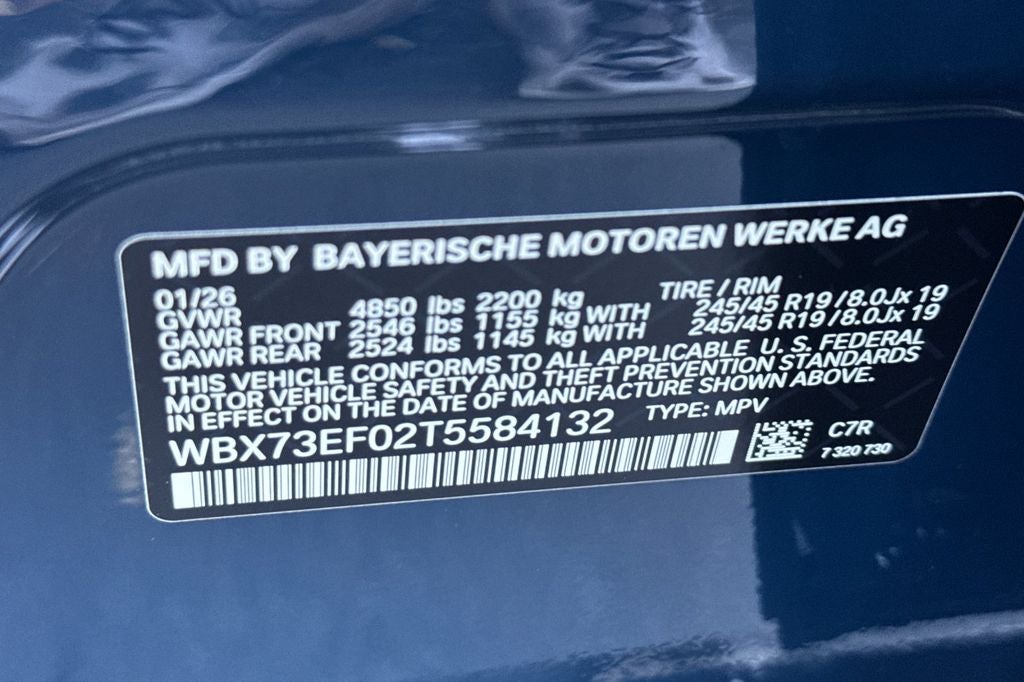 MFD BY BAYERISCHE MOTOREN WERKE AG
01/26 TIRE / RIM
GVWR 4850 lbs 2200 kg
GAWR FRONT 2546 lbs 1155 kg WITH 245/45 R19/8.0Jx 19
GAWR REAR 2524 lbs 1145 kg WITH 245/45 R19/8.0Jx 19
THIS VEHICLE CONFORMS TO ALL APPLICABLE U. S. FEDERAL
MOTOR VEHICLE SAFETY AND THEFT PREVENTION STANDARDS
IN EFFECT ON THE DATE OF MANUFACTURE SHOWN ABOVE.
WBX73EF02T5584132 TYPE: MPV
C7R
7 320 730